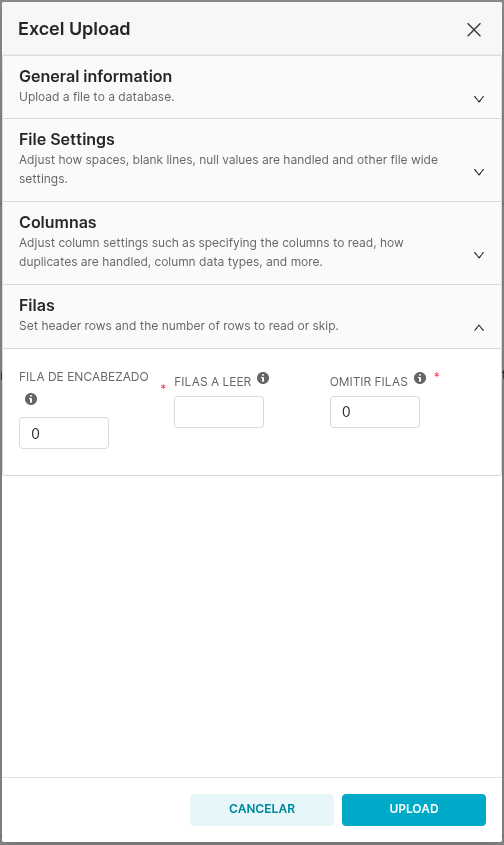 Excel Upload
General information
Upload a file to a database.
File Settings
Adjust how spaces, blank lines, null values are handled and other file wide
settings.
Columnas
Adjust column settings such as specifying the columns to read, how
duplicates are handled, column data types, and more.
Filas
Set header rows and the number of rows to read or skip.
FILA DE ENCABEZADO *
0
FILAS A LEER
OMITIR FILAS *
0
CANCELAR
UPLOAD